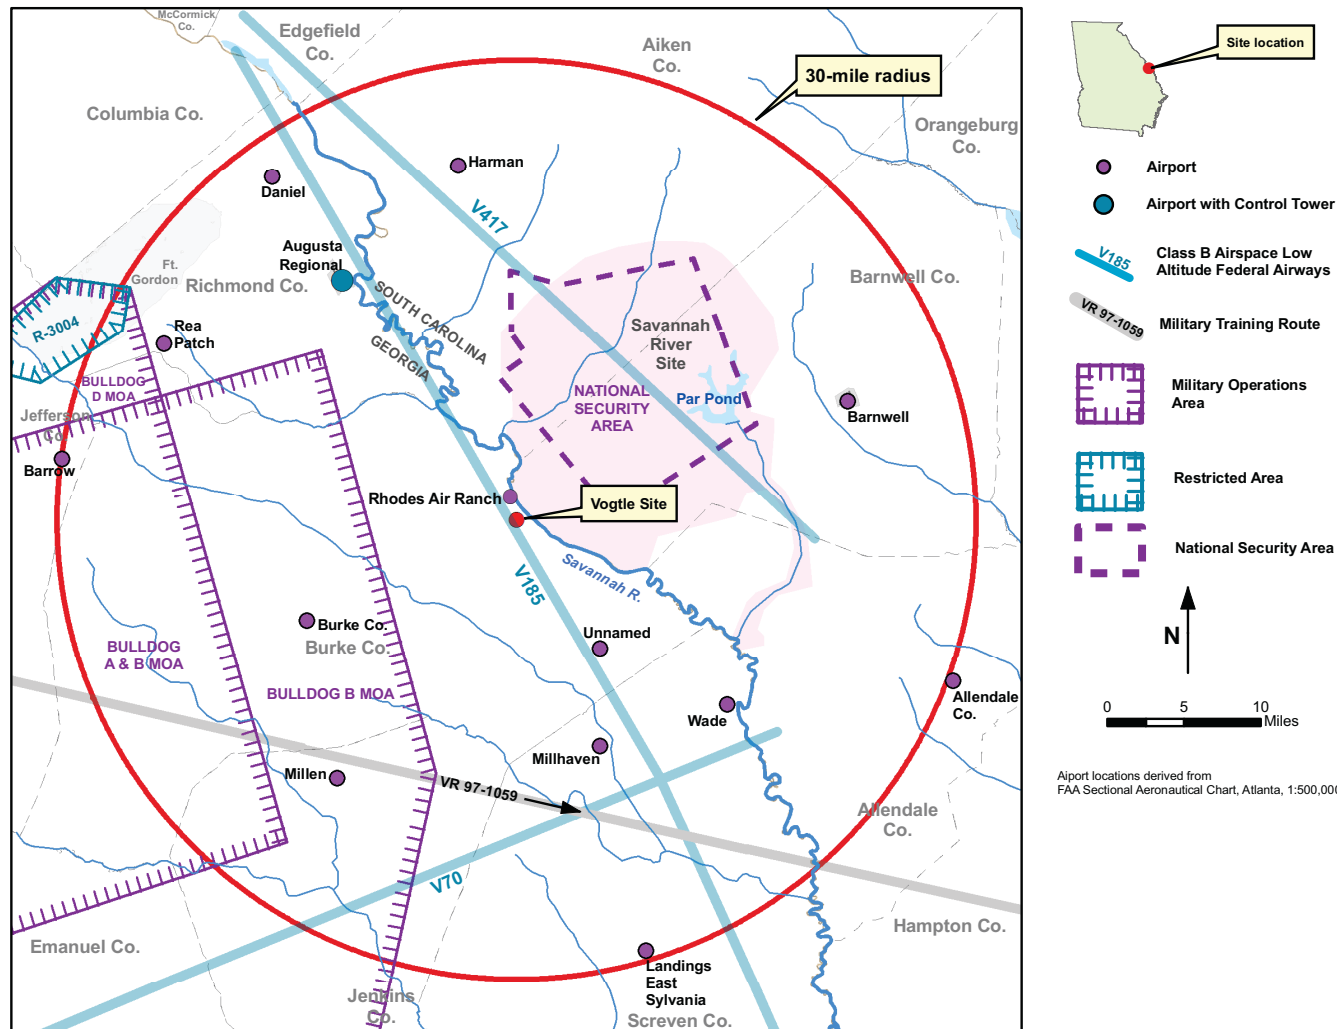 McCormick
Co.
Edgefield
Co.
Aiken
Co.
30-mile radius
Columbia Co.
Orangeburg
Co.
Harman
Daniel
V417
Augusta
Regional
Ft.
Gordon
Richmond Co.
Barnwell Co.
SOUTH CAROLINA
GEORGIA
R-3004
Rea
Patch
Savannah
River
Site
BULLDOG
D MOA
NATIONAL
SECURITY
AREA
Par Pond
Barnwell
Jefferson
Co.
Barrow
Rhodes Air Ranch
Vogtle Site
Savannah R.
V185
Burke Co.
Burke Co.
Unnamed
BULLDOG
A & B MOA
BULLDOG B MOA
Allendale
Co.
Wade
Millhaven
Millen
VR 97-1059
Allendale
Co.
V70
Hampton Co.
Emanuel Co.
Landings
East
Sylvania
Jenkins
Co.
Screven Co.
Site location
Airport
Airport with Control Tower
V185
Class B Airspace Low
Altitude Federal Airways
VR 97-1059
Military Training Route
Military Operations
Area
Restricted Area
National Security Area
N
0 5 10
Miles
Aiport locations derived from
FAA Sectional Aeronautical Chart, Atlanta, 1:500,000